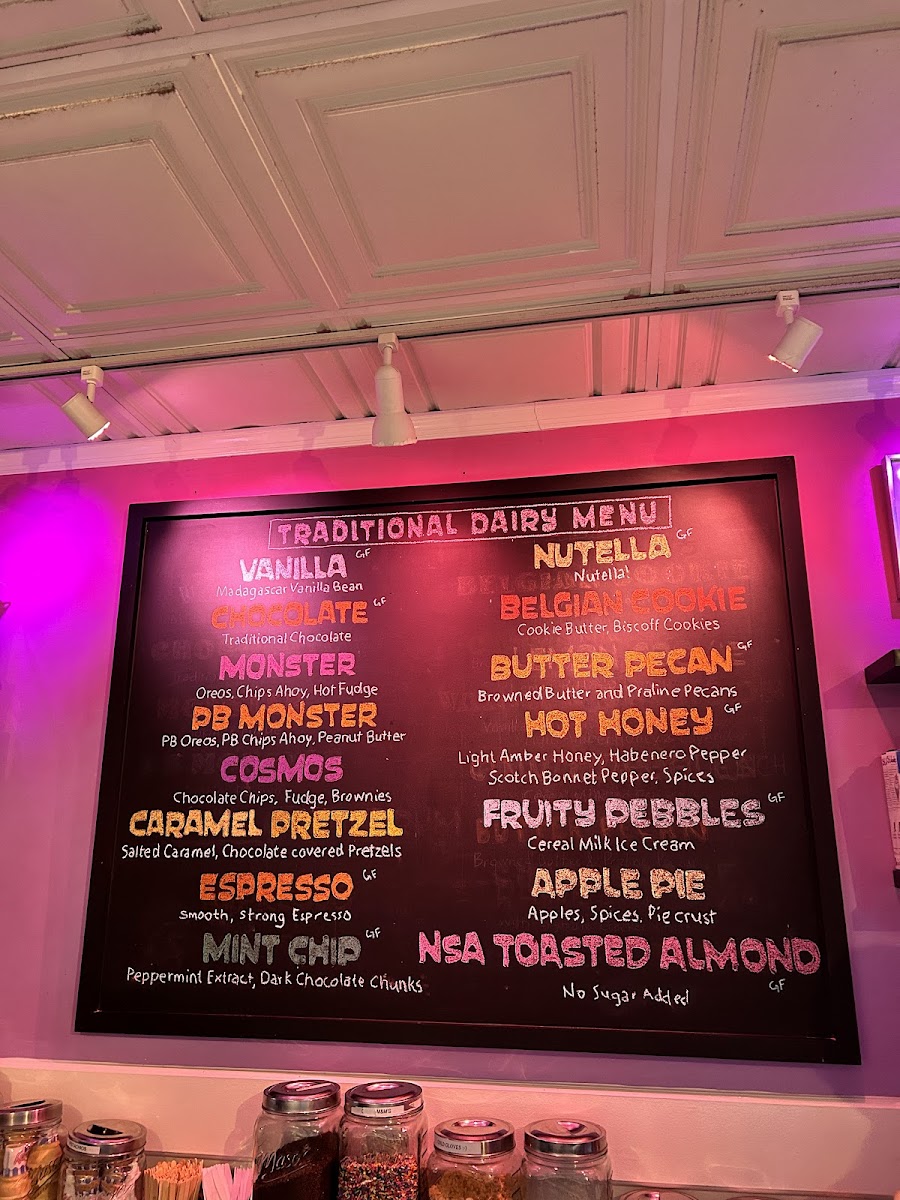 TRADITIONAL DAIRY MENU
VANILLA GF
Madagascar Vanilla Bean
CHOCOLATE GF
Traditional Chocolate
MONSTER
Oreos, Chips Ahoy, Hot Fudge
PB MONSTER
PB Oreos, PB Chips Ahoy, Peanut Butter
COSMOS
Chocolate Chips, Fudge, Brownies
CARAMEL PRETZEL
Salted Caramel, Chocolate covered Pretzels
ESPRESSO GF
Smooth, Strong Espresso
MINT CHIP GF
Peppermint Extract, Dark Chocolate Chunks
NUTELLA GF
Nutella!
BELGIAN COOKIE
Cookie Butter, Biscoff Cookies
BUTTER PECAN GF
Browned Butter and Praline Pecans
HOT HONEY GF
Light Amber Honey, Habenero Pepper
Scotch Bonnet Pepper, Spices
FRUITY PEBBLES GF
Cereal Milk Ice Cream
APPLE PIE
Apples, Spices, Pie crust
NSA TOASTED ALMOND
GF
No Sugar Added
Mason